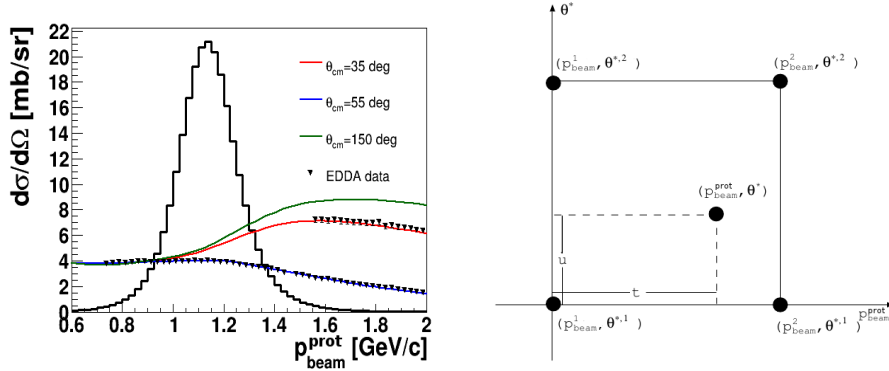 dσ/dΩ [mb/sr]
22
20
18
16
14
12
10
8
6
4
2
0
0.6 0.8 1 1.2 1.4 1.6 1.8 2
p_beam^prot [GeV/c]
θcm=35 deg
θcm=55 deg
θcm=150 deg
EDDA data
θ*
(p_beam^1, θ*,2 )
(p_beam^2, θ*,2 )
(p_beam^prot, θ*)
u
t
(p_beam^1, θ*,1 )
(p_beam^2, θ*,1 )
p_beam^prot